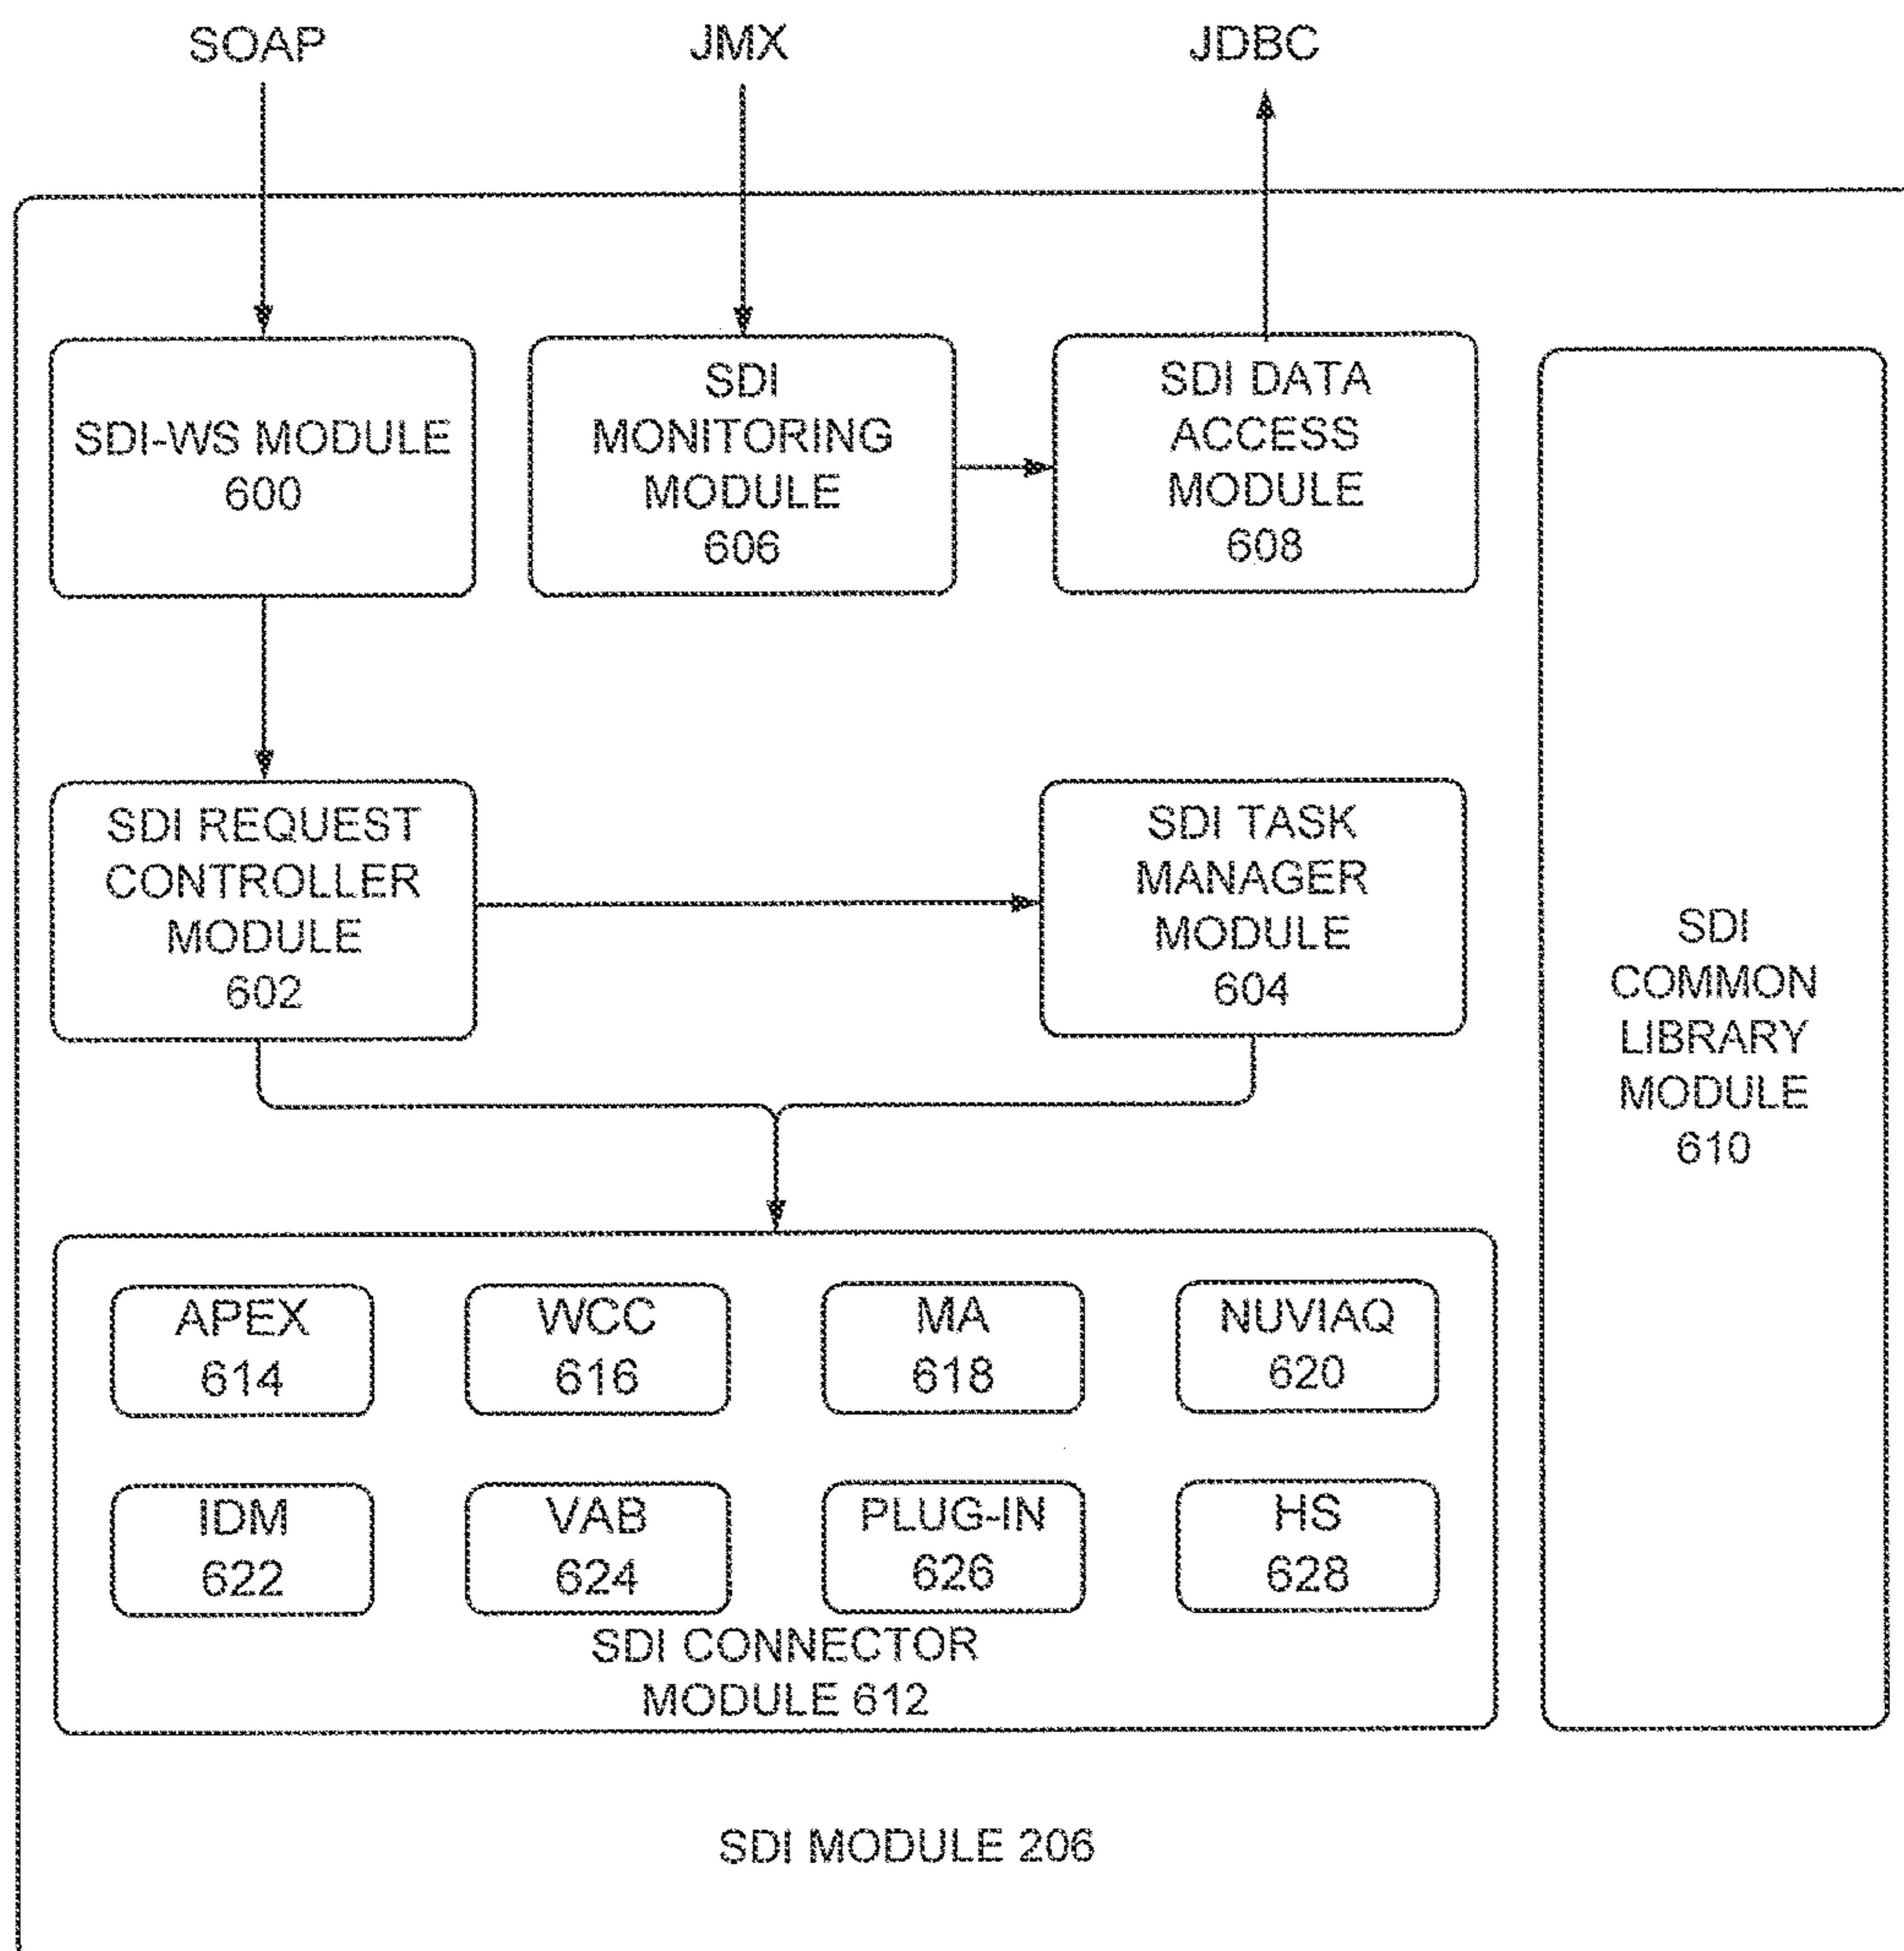 SOAP
JMX
JDBC
SDI-WS MODULE
600
SDI
MONITORING
MODULE
606
SDI DATA
ACCESS
MODULE
608
SDI REQUEST
CONTROLLER
MODULE
602
SDI TASK
MANAGER
MODULE
604
SDI
COMMON
LIBRARY
MODULE
610
APEX
614
WCC
616
MA
618
NUVIAQ
620
IDM
622
VAB
624
PLUG-IN
626
HS
628
SDI CONNECTOR
MODULE 612
SDI MODULE 206